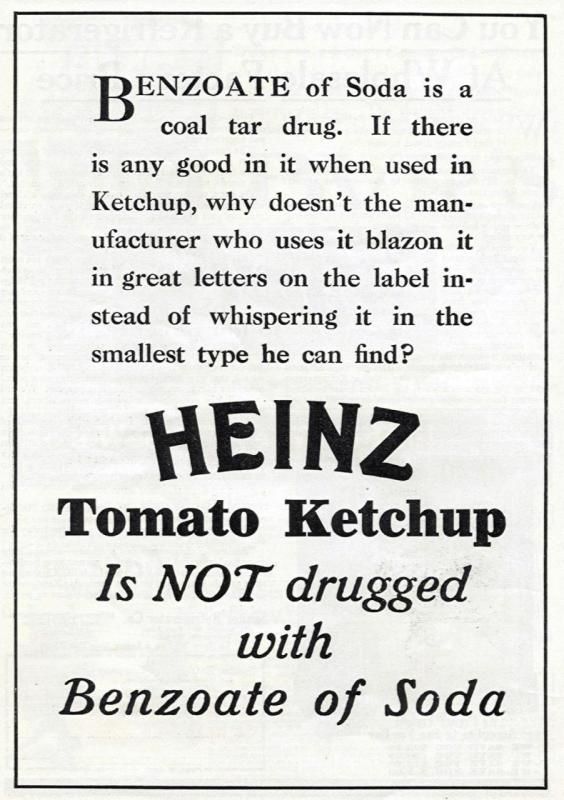 BENZOATE of Soda is a
coal tar drug. If there
is any good in it when used in
Ketchup, why doesn't the man-
ufacturer who uses it blazon it
in great letters on the label in-
stead of whispering it in the
smallest type he can find?
HEINZ
Tomato Ketchup
Is NOT drugged
with
Benzoate of Soda